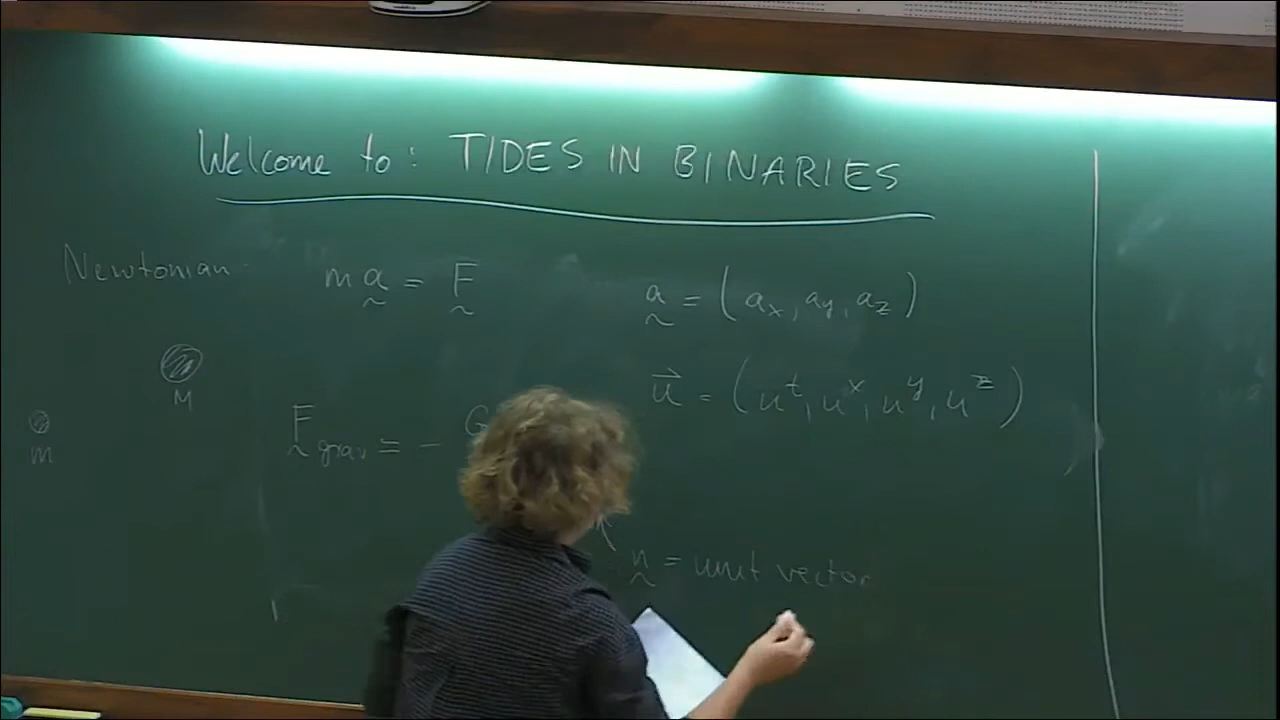 Welcome to: TIDES IN BINARIES
Newtonian
m a = F
a = (ax, ay, az)
M
u⃗ = (uᵗ, uˣ, uʸ, uᶻ)
m
F grav = - G
n = unit vector